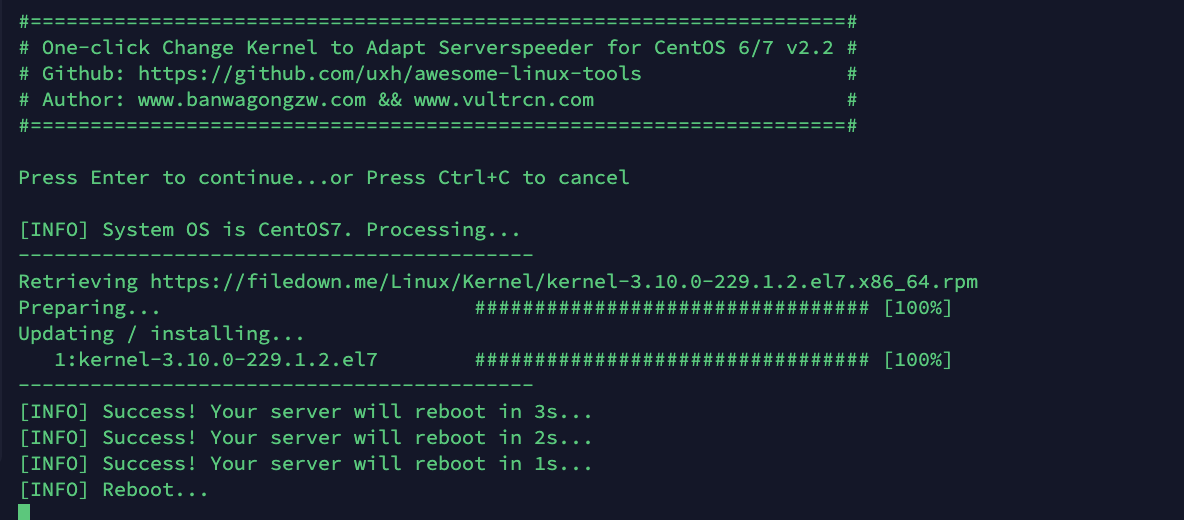 #====================================================================#
# One-click Change Kernel to Adapt Serverspeeder for CentOS 6/7 v2.2 #
# Github: https://github.com/uxh/awesome-linux-tools                 #
# Author: www.banwagongzw.com && www.vultrcn.com                     #
#====================================================================#
Press Enter to continue...or Press Ctrl+C to cancel
[INFO] System OS is CentOS7. Processing...
-------------------------------------------
Retrieving https://filedown.me/Linux/Kernel/kernel-3.10.0-229.1.2.el7.x86_64.rpm
Preparing...                          ################################# [100%]
Updating / installing...
   1:kernel-3.10.0-229.1.2.el7        ################################# [100%]
-------------------------------------------
[INFO] Success! Your server will reboot in 3s...
[INFO] Success! Your server will reboot in 2s...
[INFO] Success! Your server will reboot in 1s...
[INFO] Reboot...